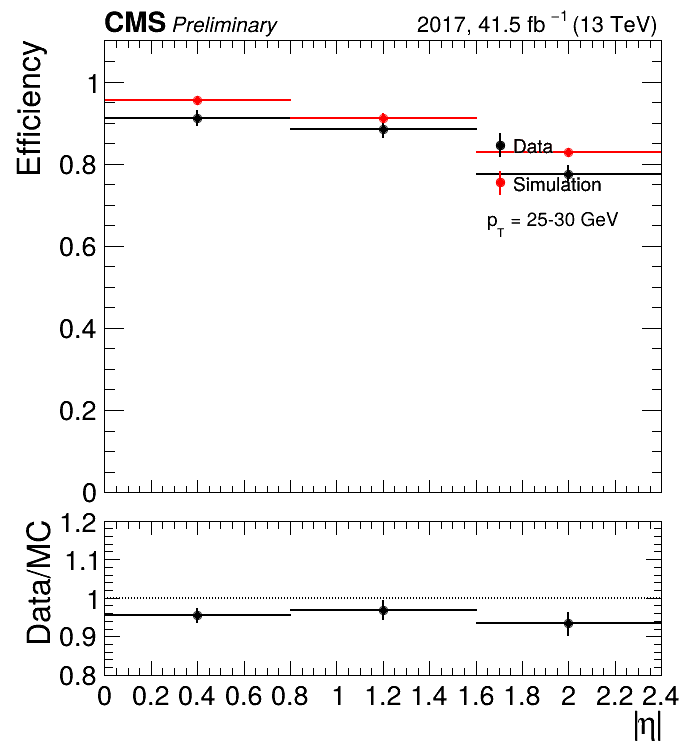 CMS Preliminary 2017, 41.5 fb⁻¹ (13 TeV)
Efficiency
1
0.8
0.6
0.4
0.2
0
Data
Simulation
p_T = 25-30 GeV
Data/MC
1.2
1.1
1
0.9
0.8
0 0.2 0.4 0.6 0.8 1 1.2 1.4 1.6 1.8 2 2.2 2.4
|η|